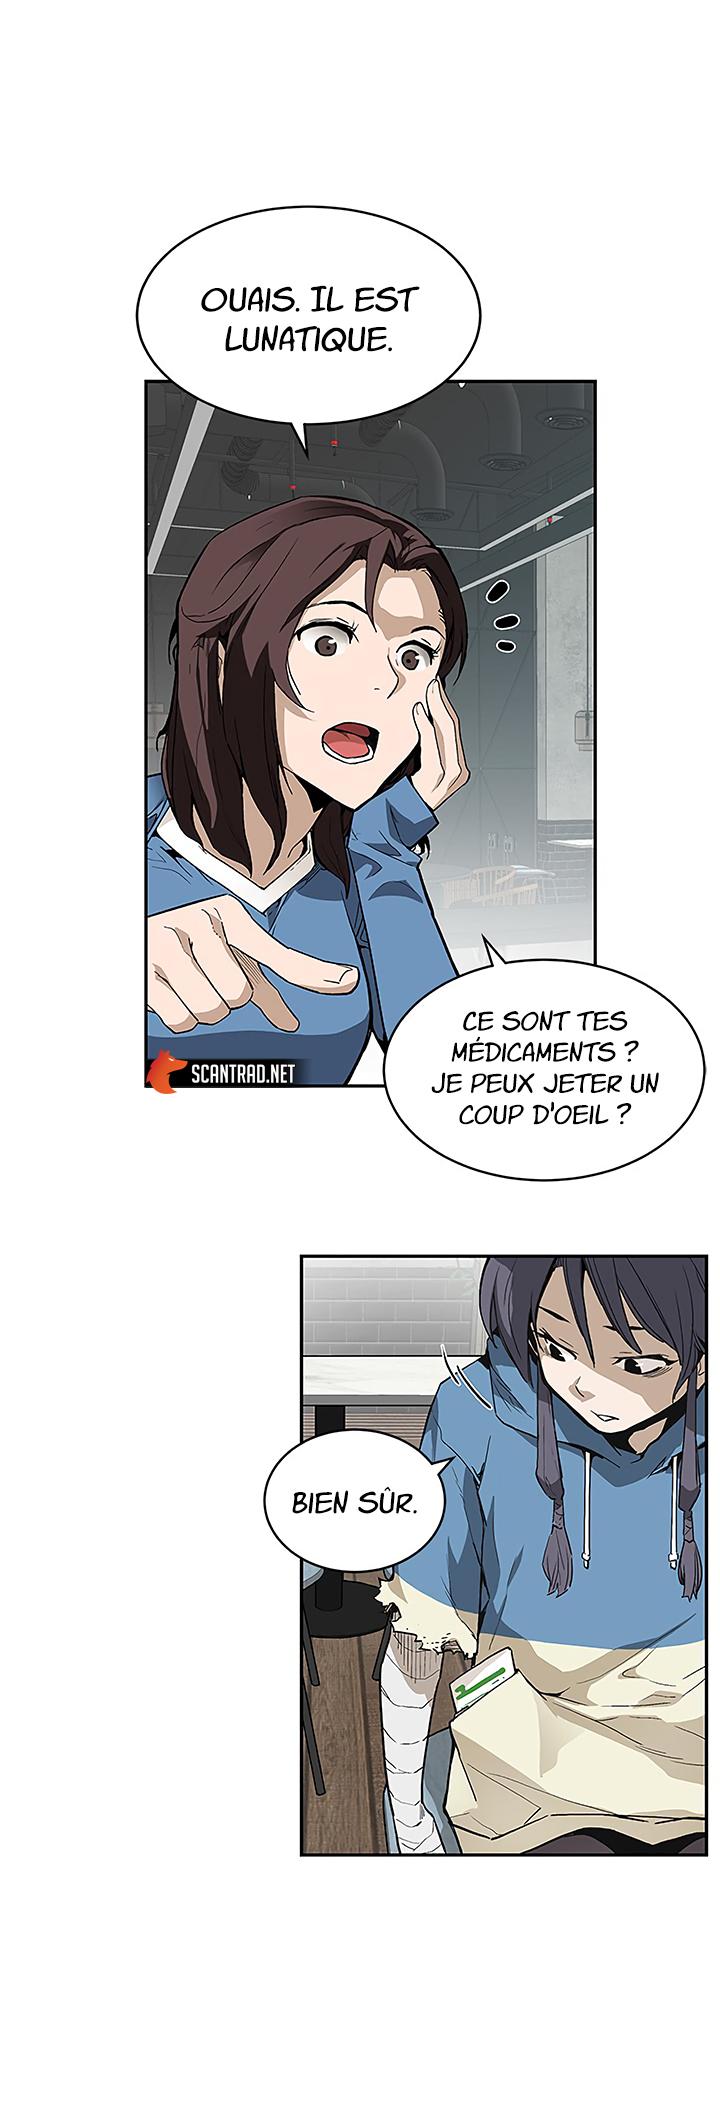 OUAIS. IL EST
LUNATIQUE.
CE SONT TES
MÉDICAMENTS ?
JE PEUX JETER UN
COUP D'OEIL ?
SCANTRAD.NET
BIEN SÛR.